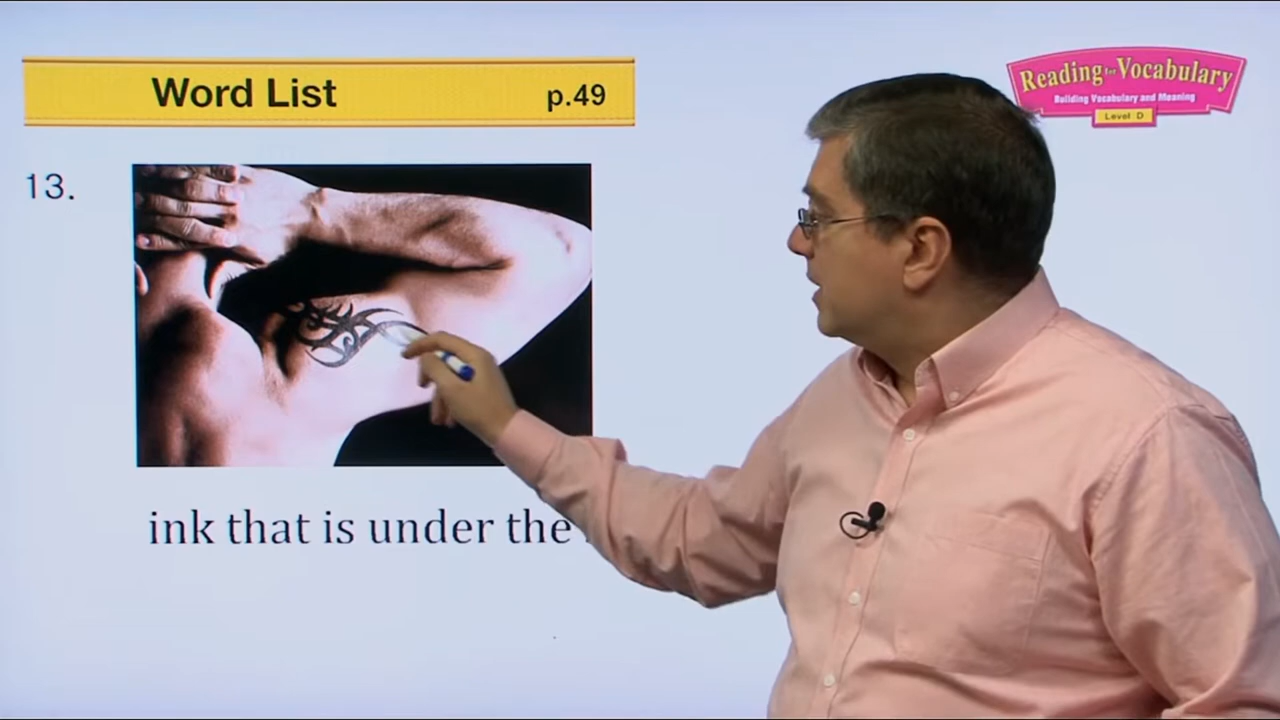 Word List p.49
Reading for Vocabulary
Building Vocabulary and Meaning
Level D
13.
ink that is under the